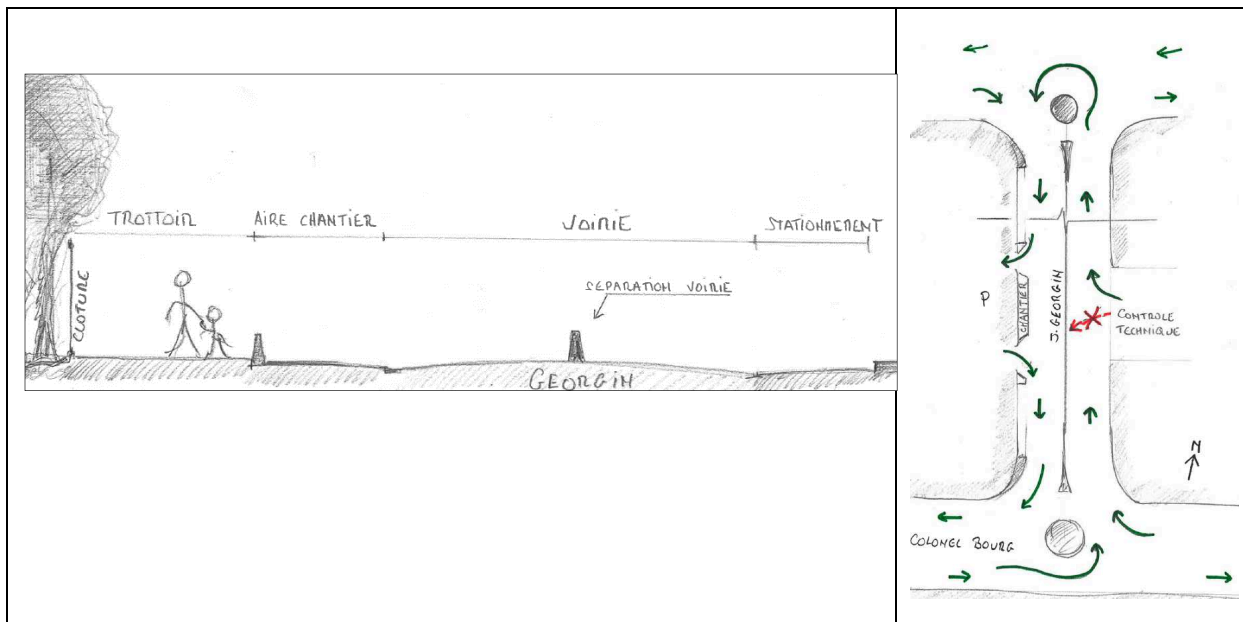 TROTTOIR
AIRE CHANTIER
VOIRIE
STATIONNEMENT
CLOTURE
SEPARATION VOIRIE
GEORGIN
P
CHANTIER
J. GEORGIN
CONTROLE
TECHNIQUE
N
COLONEL BOURG